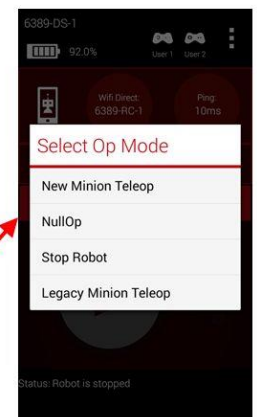 6389-DS-1
92.0%
User 1 User 2
Wifi Direct:
6389-RC-1
Ping:
10ms
Select Op Mode
New Minion Teleop
NullOp
Stop Robot
Legacy Minion Teleop
Status: Robot is stopped